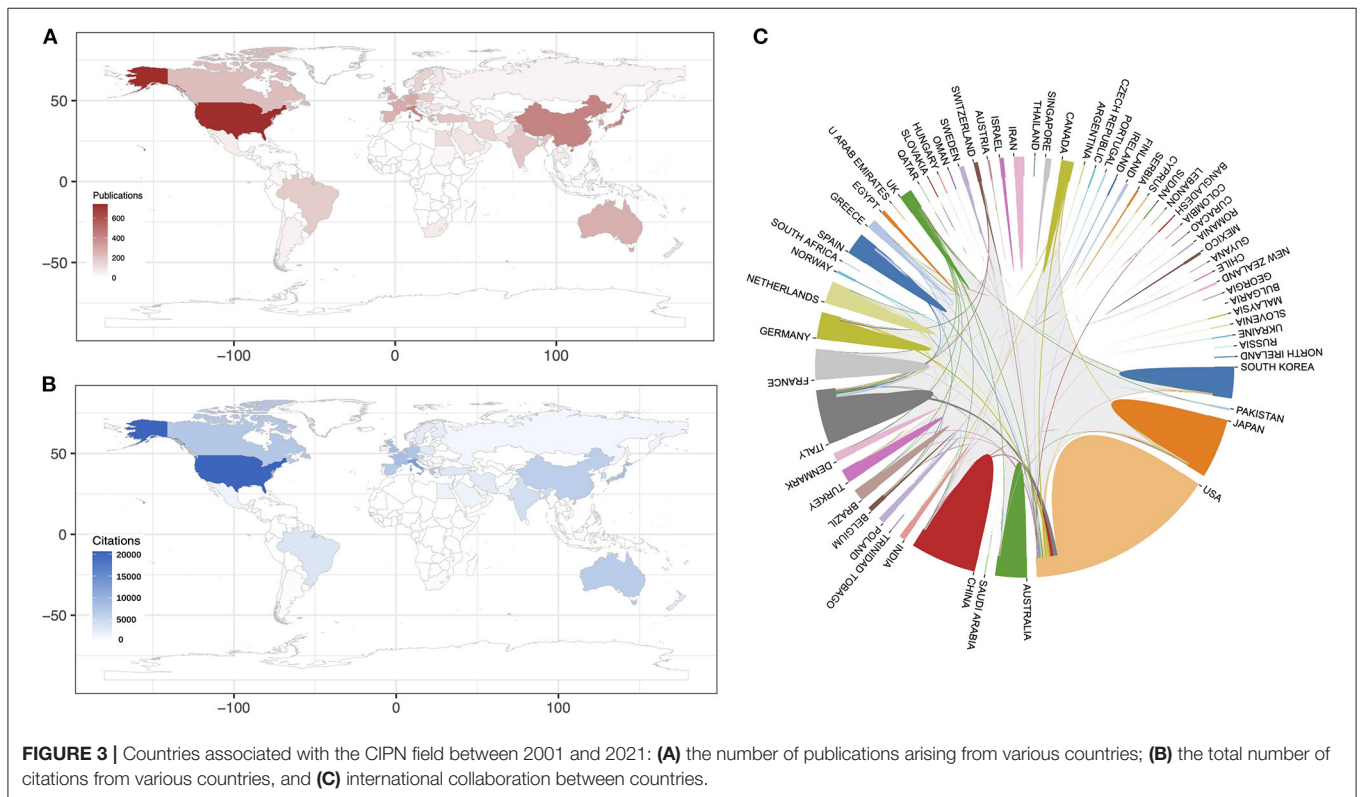 A
50
0
−50
Publications
600
400
200
0
−100
0
100
B
50
0
−50
Citations
20000
15000
10000
5000
0
−100
0
100
C
U ARAB EMIRATES
EGYPT
UK
QATAR
SLOVAKIA
HUNGARY
OMAN
SWEDEN
SWITZERLAND
AUSTRIA
ISRAEL
IRAN
THAILAND
SINGAPORE
CANADA
ARGENTINA
CZECH REPUBLIC
PORTUGAL
IRELAND
FINLAND
SERBIA
CYPRUS
SUDAN
LEBANON
BANGLADESH
COLOMBIA
CURACAO
ROMANIA
MEXICO
GUYANA
CHILE
NEW ZEALAND
GEORGIA
BULGARIA
MALAYSIA
SLOVENIA
UKRAINE
RUSSIA
NORTH IRELAND
SOUTH KOREA
PAKISTAN
JAPAN
USA
AUSTRALIA
SAUDI ARABIA
CHINA
INDIA
TRINIDAD TOBAGO
POLAND
BELGIUM
BRAZIL
TURKEY
DENMARK
ITALY
FRANCE
GERMANY
NETHERLANDS
NORWAY
SOUTH AFRICA
SPAIN
GREECE
FIGURE 3 | Countries associated with the CIPN field between 2001 and 2021: (A) the number of publications arising from various countries; (B) the total number of
citations from various countries, and (C) international collaboration between countries.